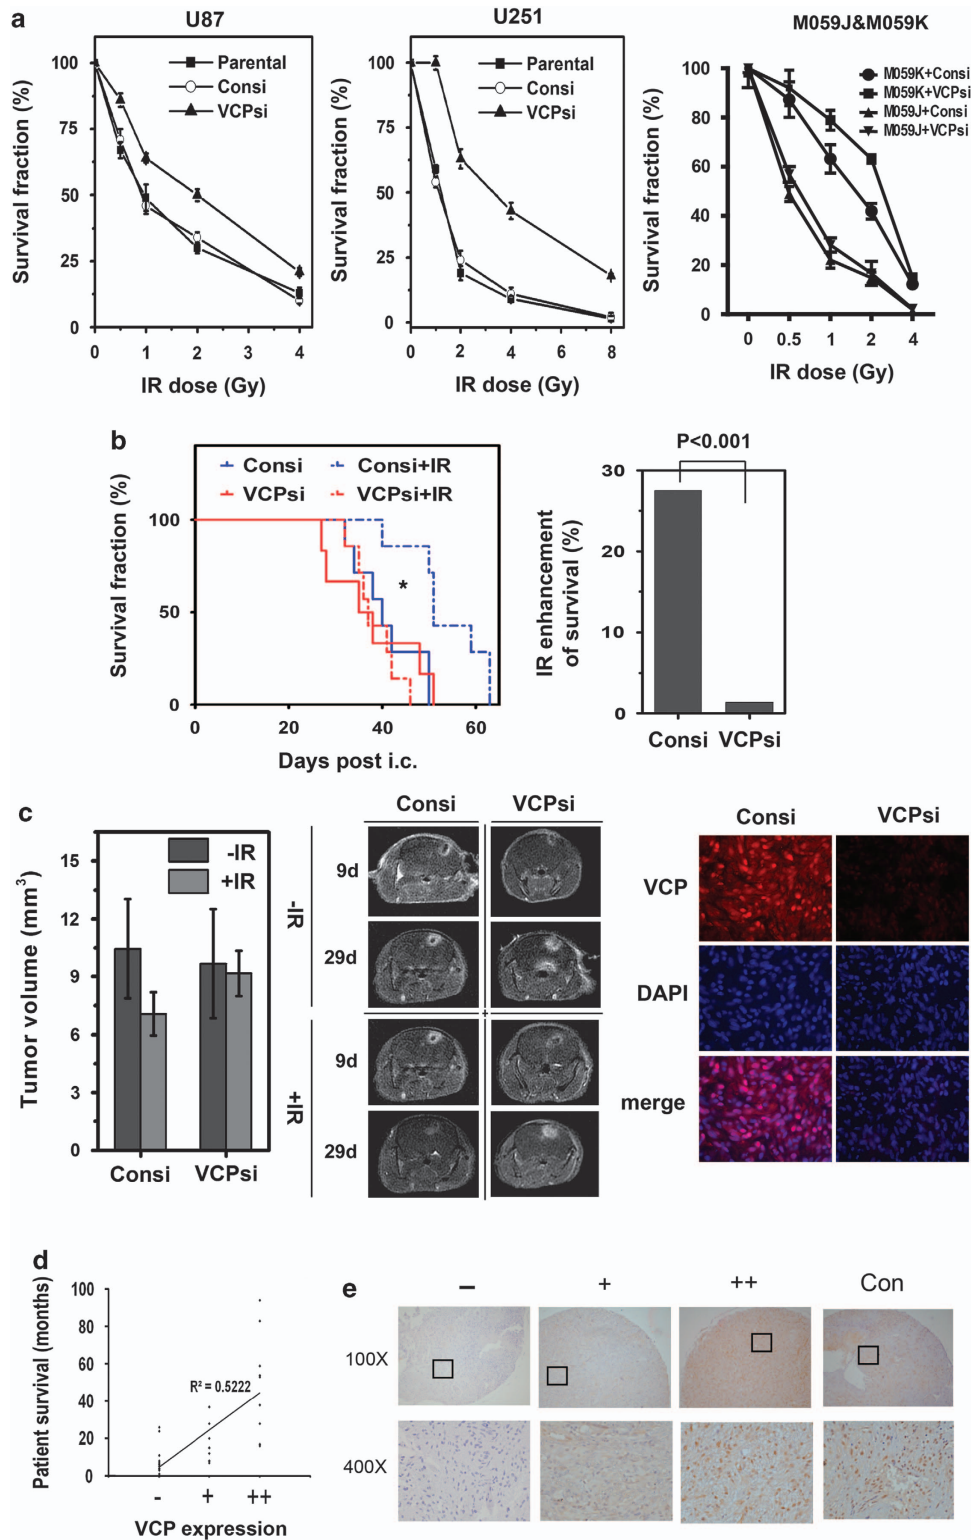 a
U87
Survival fraction (%)
100
75
50
25
0
Parental
Consi
VCPsi
0 1 2 3 4
IR dose (Gy)
U251
Survival fraction (%)
100
75
50
25
0
Parental
Consi
VCPsi
0 2 4 6 8
IR dose (Gy)
M059J&M059K
Survival fraction (%)
100
80
60
40
20
0
M059K+Consi
M059K+VCPsi
M059J+Consi
M059J+VCPsi
0 0.5 1 2 4
IR dose (Gy)
b
Survival fraction (%)
100
50
0
Consi Consi+IR
VCPsi VCPsi+IR
*
0 20 40 60
Days post i.c.
P<0.001
IR enhancement
of survival (%)
30
20
10
0
Consi VCPsi
c
Tumor volume (mm3)
15
12
9
6
3
0
-IR
+IR
Consi VCPsi
Consi VCPsi
-IR
9d
29d
+IR
9d
29d
Consi VCPsi
VCP
DAPI
merge
d
Patient survival (months)
100
80
60
40
20
0
R² = 0.5222
- + ++
VCP expression
e
– + ++ Con
100X
400X